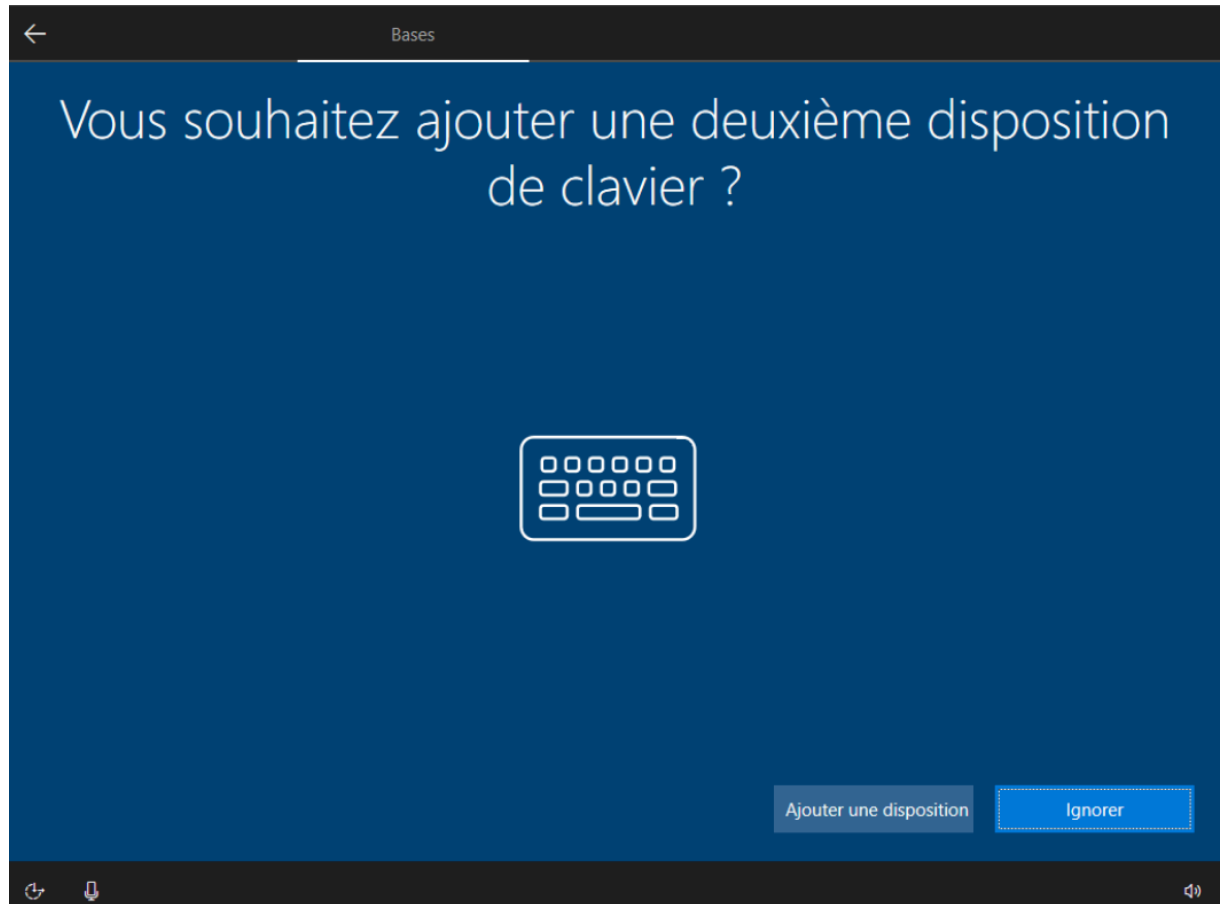 Bases
Vous souhaitez ajouter une deuxième disposition
de clavier ?
Ajouter une disposition
Ignorer